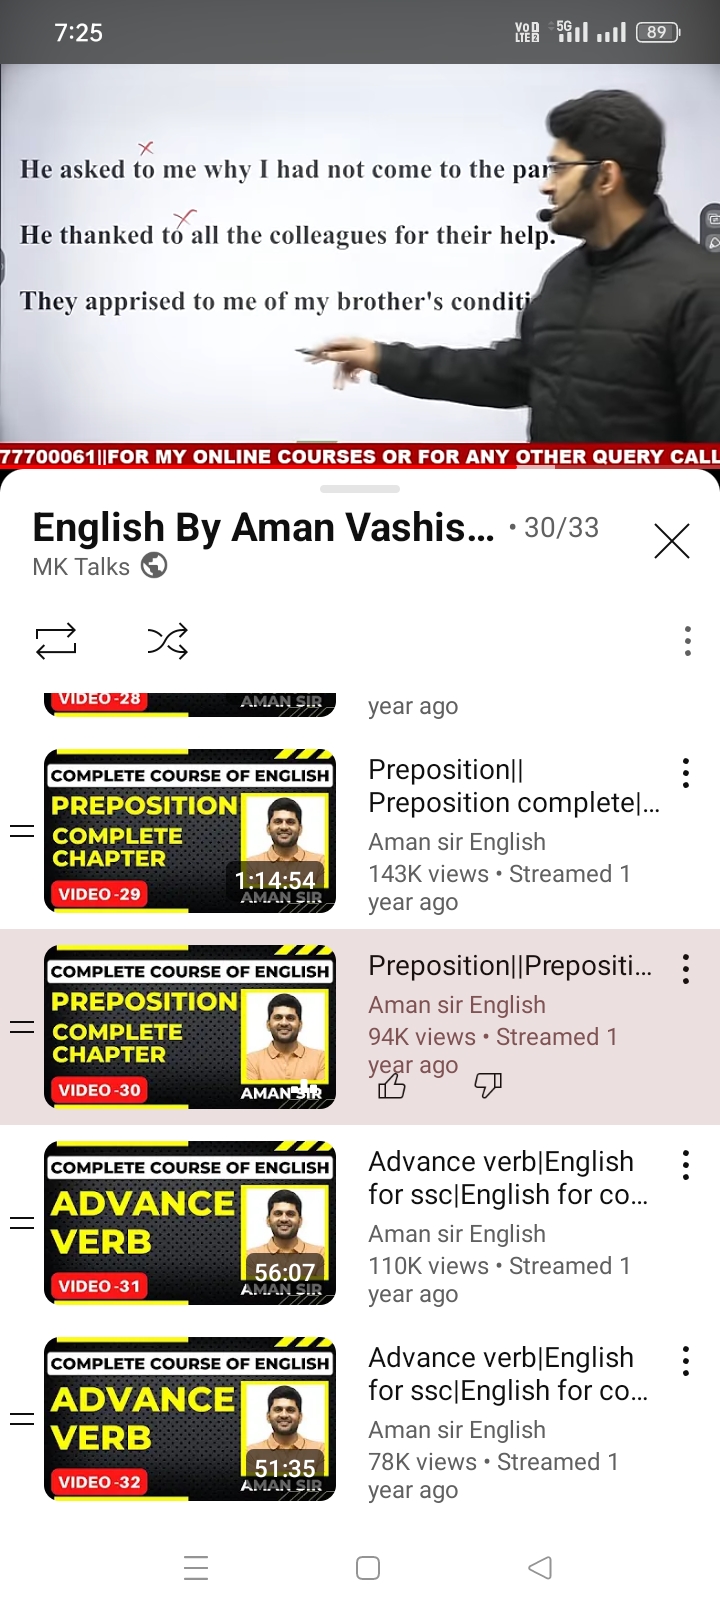 7:25
Vo LTE2 5G 89
He asked to me why I had not come to the par
He thanked to all the colleagues for their help.
They apprised to me of my brother's conditi
77700061||FOR MY ONLINE COURSES OR FOR ANY OTHER QUERY CALL
English By Aman Vashis... • 30/33
MK Talks
VIDEO-28
AMAN SIR
year ago
COMPLETE COURSE OF ENGLISH
PREPOSITION
COMPLETE
CHAPTER
VIDEO-29
1:14:54
AMAN SIR
Preposition||
Preposition complete|...
Aman sir English
143K views • Streamed 1
year ago
COMPLETE COURSE OF ENGLISH
PREPOSITION
COMPLETE
CHAPTER
VIDEO-30
AMAN SIR
Preposition||Prepositi...
Aman sir English
94K views • Streamed 1
year ago
COMPLETE COURSE OF ENGLISH
ADVANCE
VERB
VIDEO-31
56:07
AMAN SIR
Advance verb|English
for ssc|English for co...
Aman sir English
110K views • Streamed 1
year ago
COMPLETE COURSE OF ENGLISH
ADVANCE
VERB
VIDEO-32
51:35
AMAN SIR
Advance verb|English
for ssc|English for co...
Aman sir English
78K views • Streamed 1
year ago